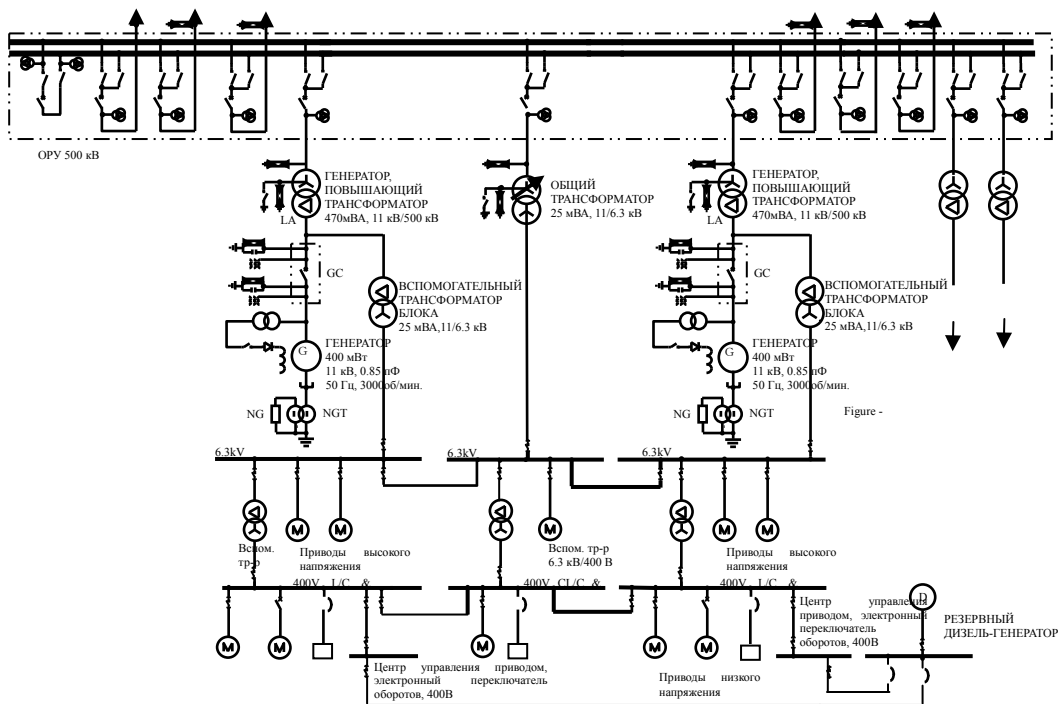 ОРУ 500 кВ
ГЕНЕРАТОР,
ПОВЫШАЮЩИЙ
ТРАНСФОРМАТОР
470мВА, 11 кВ/500 кВ
LA
ОБЩИЙ
ТРАНСФОРМАТОР
25 мВА, 11/6.3 кВ
ГЕНЕРАТОР,
ПОВЫШАЮЩИЙ
ТРАНСФОРМАТОР
470мВА, 11 кВ/500 кВ
LA
GC
ВСПОМОГАТЕЛЬНЫЙ
ТРАНСФОРМАТОР
БЛОКА
25 мВА,11/6.3 кВ
GC
ВСПОМОГАТЕЛЬНЫЙ
ТРАНСФОРМАТОР
БЛОКА
25 мВА,11/6.3 кВ
G
ГЕНЕРАТОР
400 мВт
11 кВ, 0.85 пФ
50 Гц, 3000об/мин.
G
ГЕНЕРАТОР
400 мВт
11 кВ, 0.85 пФ
50 Гц, 3000об/мин.
NG
NGT
NG
NGT
Figure -
6.3kV
6.3kV
6.3kV
M
M
M
M
M
Вспом.
тр-р
Приводы высокого
напряжения
Вспом. тр-р
6.3 кВ/400 В
Приводы высокого
напряжения
400V L/C &
400V CL/C &
400V L/C &
D
РЕЗЕРВНЫЙ
ДИЗЕЛЬ-ГЕНЕРАТОР
Центр управления
приводом, электронный
переключатель
оборотов, 400В
M
M
M
M
M
Центр управления приводом,
электронный переключатель
оборотов, 400В
Приводы низкого
напряжения